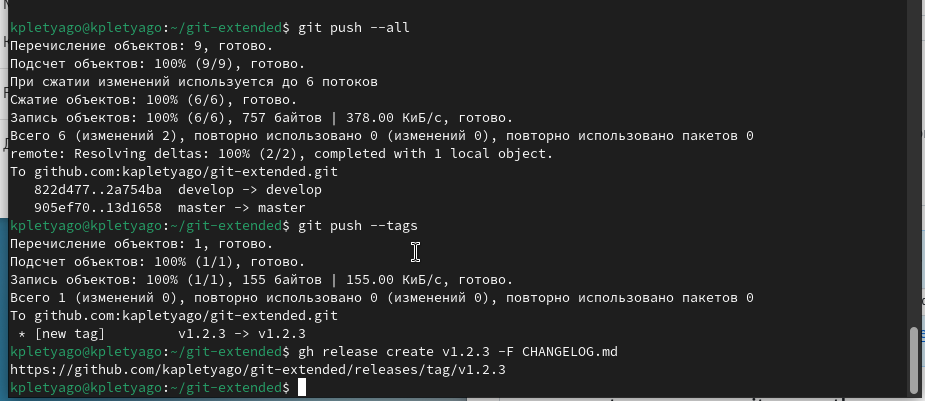 kpletyago@kpletyago:~/git-extended$ git push --all
Перечисление объектов: 9, готово.
Подсчет объектов: 100% (9/9), готово.
При сжатии изменений используется до 6 потоков
Сжатие объектов: 100% (6/6), готово.
Запись объектов: 100% (6/6), 757 байтов | 378.00 КиБ/с, готово.
Всего 6 (изменений 2), повторно использовано 0 (изменений 0), повторно использовано пакетов 0
remote: Resolving deltas: 100% (2/2), completed with 1 local object.
To github.com:kapletyago/git-extended.git
   822d477..2a754ba  develop -> develop
   905ef70..13d1658  master -> master
kpletyago@kpletyago:~/git-extended$ git push --tags
Перечисление объектов: 1, готово.
Подсчет объектов: 100% (1/1), готово.
Запись объектов: 100% (1/1), 155 байтов | 155.00 КиБ/с, готово.
Всего 1 (изменений 0), повторно использовано 0 (изменений 0), повторно использовано пакетов 0
To github.com:kapletyago/git-extended.git
 * [new tag]         v1.2.3 -> v1.2.3
kpletyago@kpletyago:~/git-extended$ gh release create v1.2.3 -F CHANGELOG.md
https://github.com/kapletyago/git-extended/releases/tag/v1.2.3
kpletyago@kpletyago:~/git-extended$